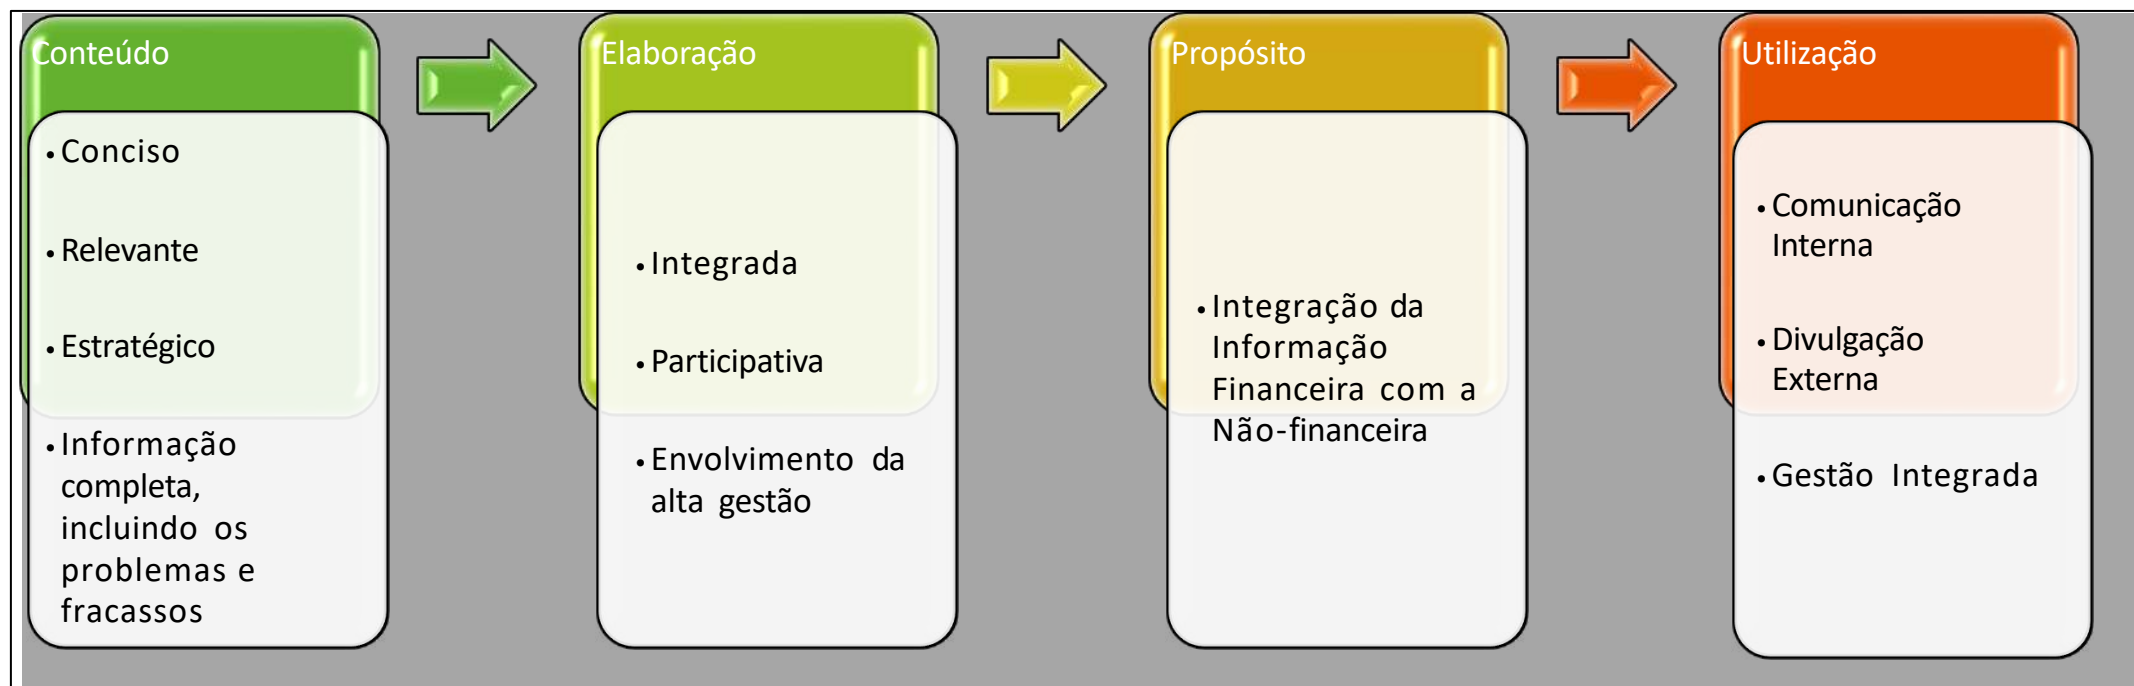 Conteúdo
• Conciso
• Relevante
• Estratégico
• Informação
completa,
incluindo os
problemas e
fracassos
Elaboração
• Integrada
• Participativa
• Envolvimento da
alta gestão
Propósito
• Integração da
Informação
Financeira com a
Não-financeira
Utilização
• Comunicação
Interna
• Divulgação
Externa
• Gestão Integrada